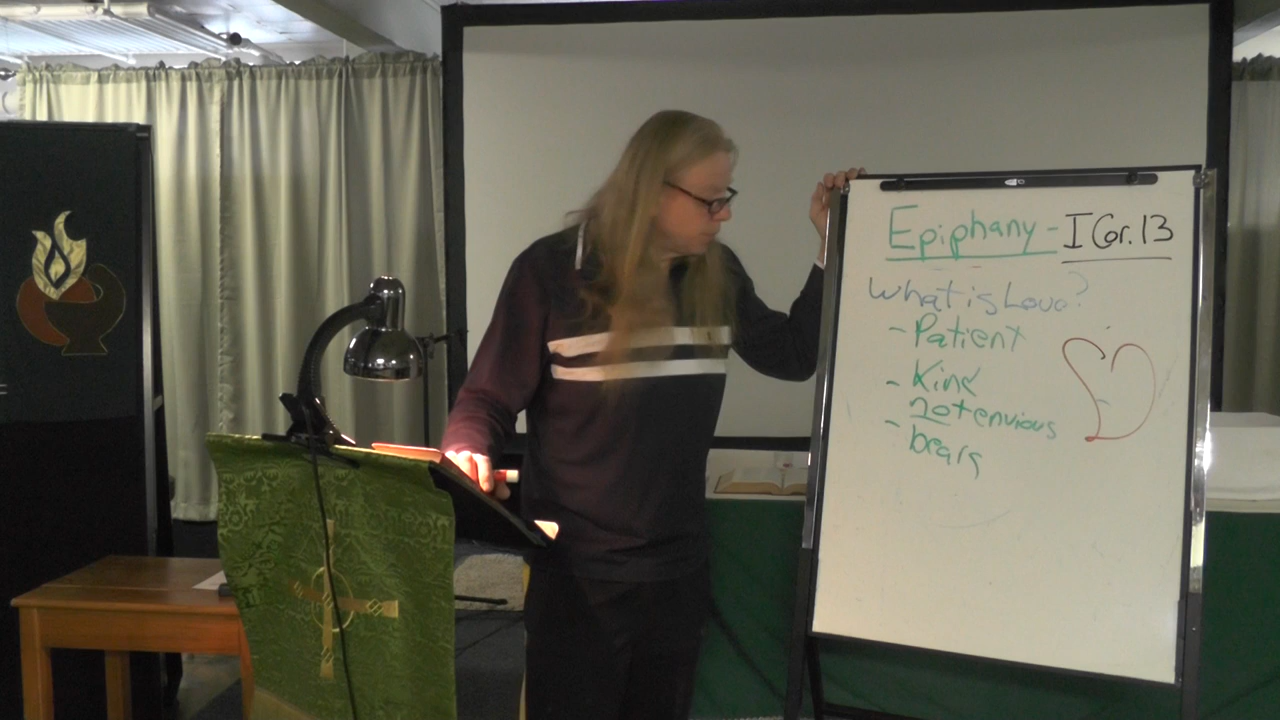 Epiphany - I Cor. 13
What is Love?
- Patient
- Kind
- not envious
- bears